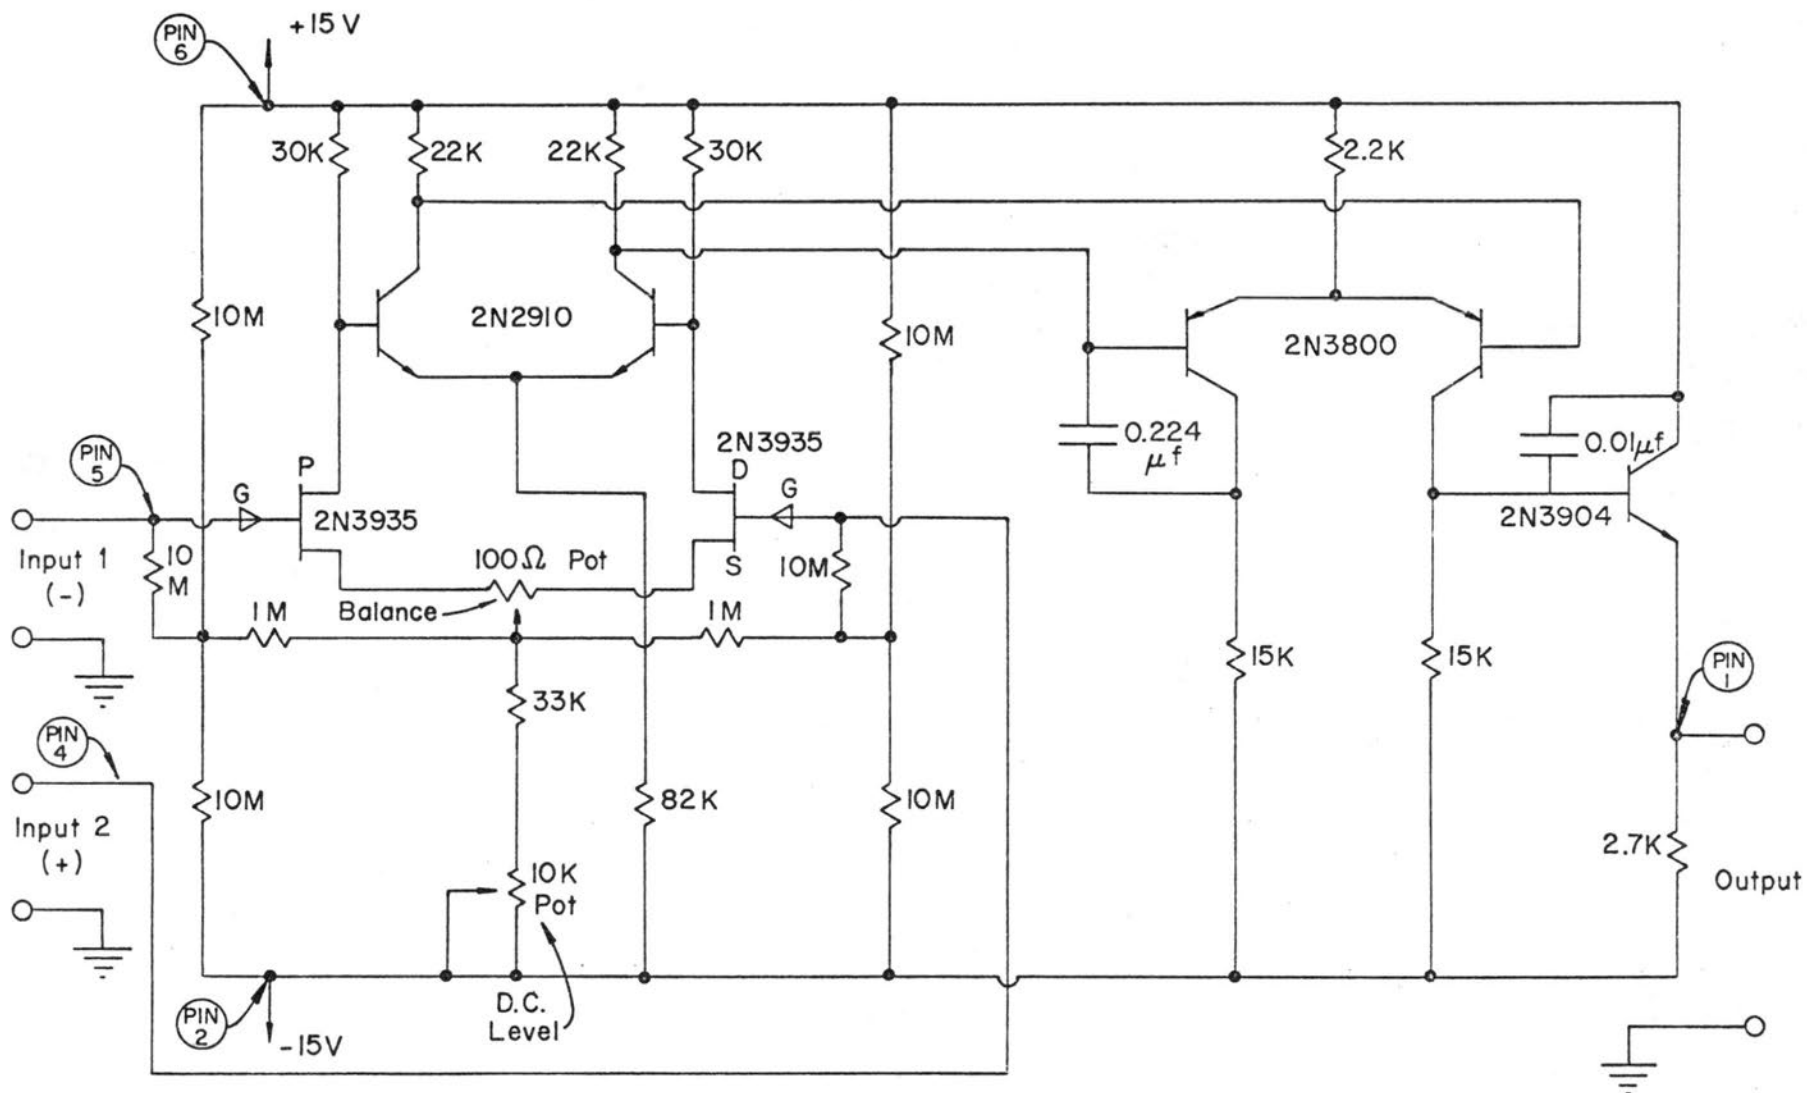 PIN 6
+15 V
30K
22K
22K
30K
2.2K
10M
2N2910
10M
2N3800
PIN 5
P
G
2N3935
2N3935
D
G
S
0.224 µf
0.01µf
2N3904
Input 1
(-)
10 M
100Ω Pot
Balance
10M
1M
1M
33K
15K
15K
PIN 1
PIN 4
Input 2
(+)
10M
82K
10M
10K Pot
2.7K
Output
D.C. Level
PIN 2
-15V